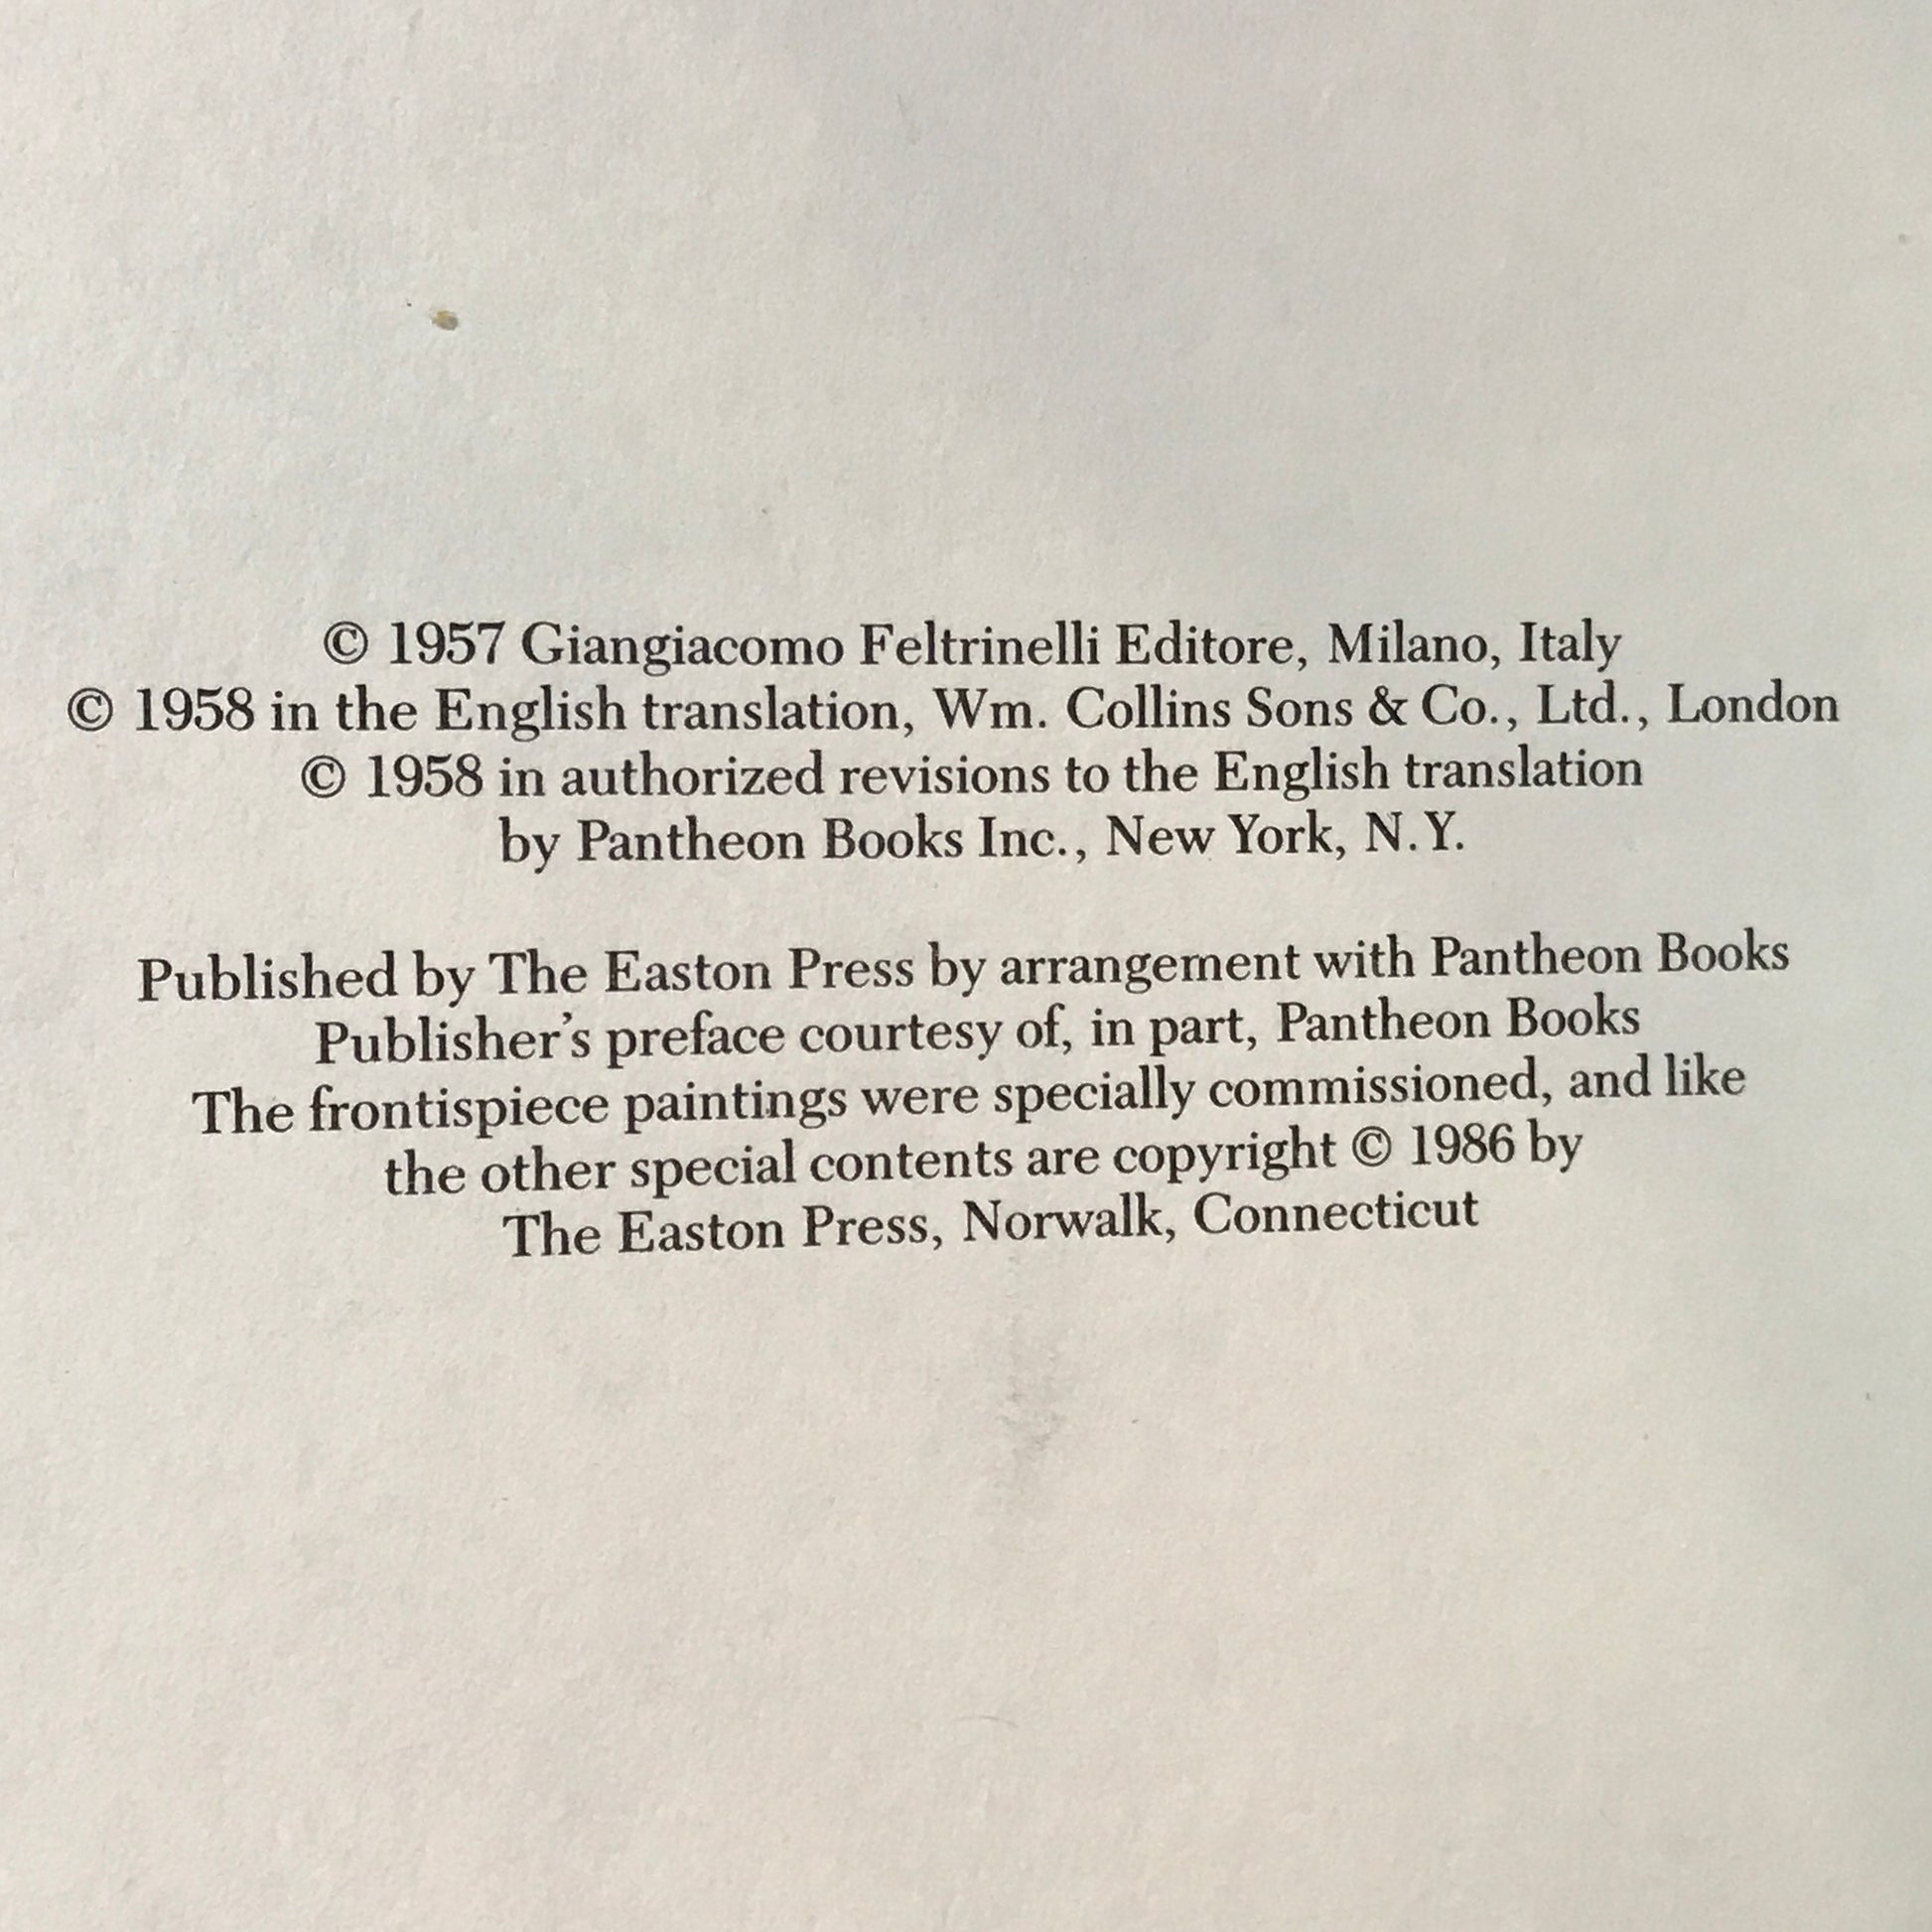 © 1957 Giangiacomo Feltrinelli Editore, Milano, Italy
© 1958 in the English translation, Wm. Collins Sons & Co., Ltd., London
© 1958 in authorized revisions to the English translation
by Pantheon Books Inc., New York, N.Y.
Published by The Easton Press by arrangement with Pantheon Books
Publisher's preface courtesy of, in part, Pantheon Books
The frontispiece paintings were specially commissioned, and like
the other special contents are copyright © 1986 by
The Easton Press, Norwalk, Connecticut